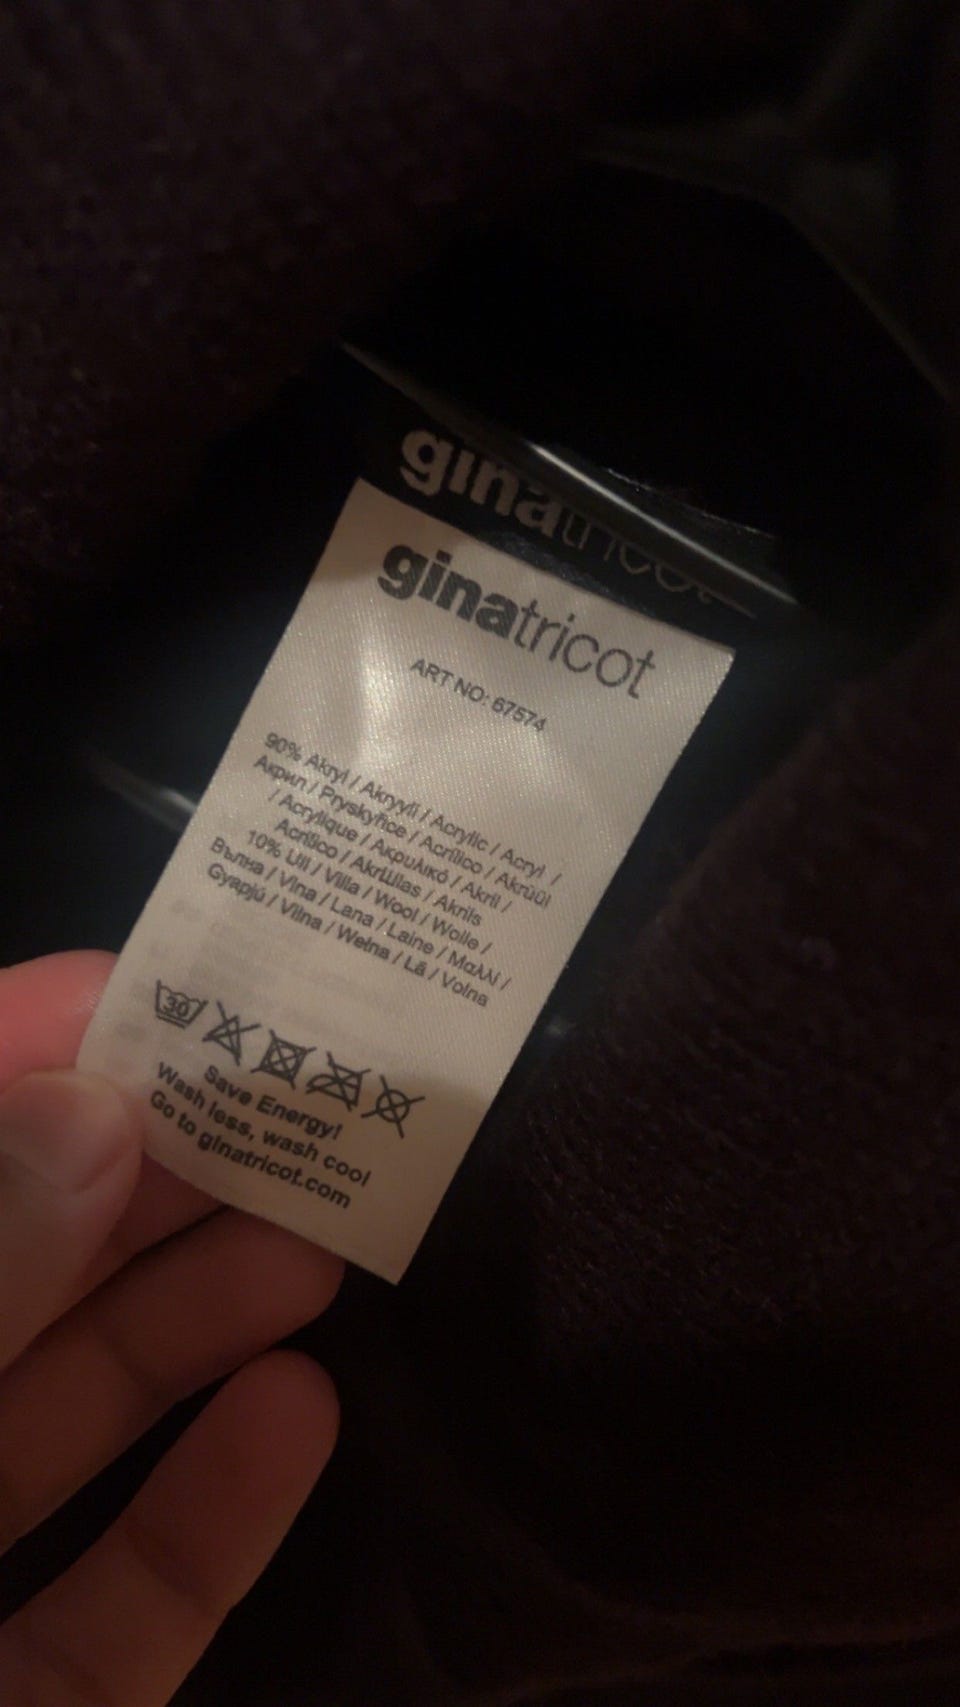 ginatricot
ginatricot
ART NO: 67574
90% Akryl / Akryyli / Acrylic / Acryl /
Акрил / Pryskyřice / Acrílico / Akrüül
/ Acrylique / Ακρυλικό / Akril /
Acrilico / Akrilas / Akrils
10% Ull / Villa / Wool / Wolle /
Вълна / Vlna / Lana / Laine / Μαλλί /
Gyapjú / Vilna / Wełna / Lã / Volna
30
Save Energy!
Wash less, wash cool
Go to ginatricot.com